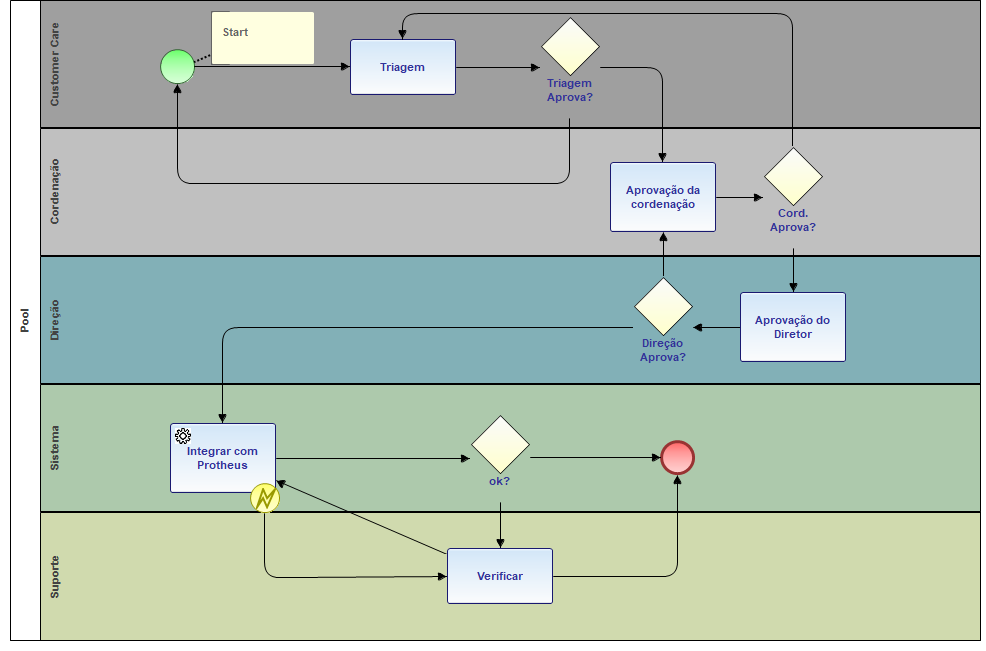 Pool
Customer Care
Start
Triagem
Triagem
Aprova?
Cordenação
Aprovação da
cordenação
Cord.
Aprova?
Direção
Direção
Aprova?
Aprovação do
Diretor
Sistema
Integrar com
Protheus
ok?
Suporte
Verificar